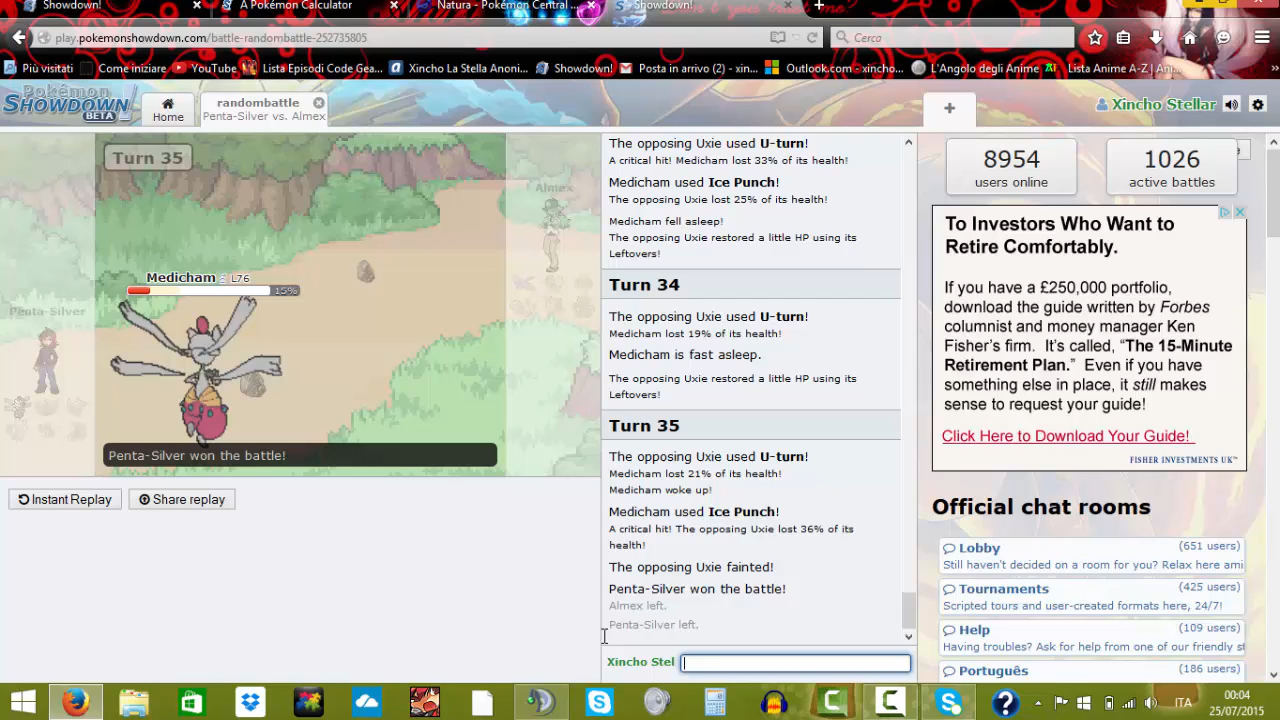 Showdown!
A Pokémon Calculator
Natura - Pokémon Central ...
Showdown!
play.pokemonshowdown.com/battle-randombattle-252735805
Cerca
Più visitati
Come iniziare
YouTube
Lista Episodi Code Gea...
Xincho La Stella Anoni...
Showdown!
Posta in arrivo (2) - xin...
Outlook.com - xincho...
L'Angolo degli Anime
Lista Anime A-Z | Ani...
Pokémon
SHOWDOWN!
BETA
Home
randombattle
Penta-Silver vs. Almex
Xincho Stellar
Turn 35
Almex
Medicham L76
15%
Penta-Silver
Penta-Silver won the battle!
Instant Replay
Share replay
The opposing Uxie used U-turn!
A critical hit! Medicham lost 33% of its health!
Medicham used Ice Punch!
The opposing Uxie lost 25% of its health!
Medicham fell asleep!
The opposing Uxie restored a little HP using its
Leftovers!
Turn 34
The opposing Uxie used U-turn!
Medicham lost 19% of its health!
Medicham is fast asleep.
The opposing Uxie restored a little HP using its
Leftovers!
Turn 35
The opposing Uxie used U-turn!
Medicham lost 21% of its health!
Medicham woke up!
Medicham used Ice Punch!
A critical hit! The opposing Uxie lost 36% of its
health!
The opposing Uxie fainted!
Penta-Silver won the battle!
Almex left.
Penta-Silver left.
Xincho Stel
8954
users online
1026
active battles
To Investors Who Want to
Retire Comfortably.
If you have a £250,000 portfolio,
download the guide written by Forbes
columnist and money manager Ken
Fisher's firm. It's called, "The 15-Minute
Retirement Plan." Even if you have
something else in place, it still makes
sense to request your guide!
Click Here to Download Your Guide!
FISHER INVESTMENTS UK™
Official chat rooms
Lobby
(651 users)
Still haven't decided on a room for you? Relax here ami
Tournaments
(425 users)
Scripted tours and user-created formats here, 24/7!
Help
(109 users)
Having troubles? Ask for help from one of our friendly st
Português
(186 users)
ITA
00:04
25/07/2015